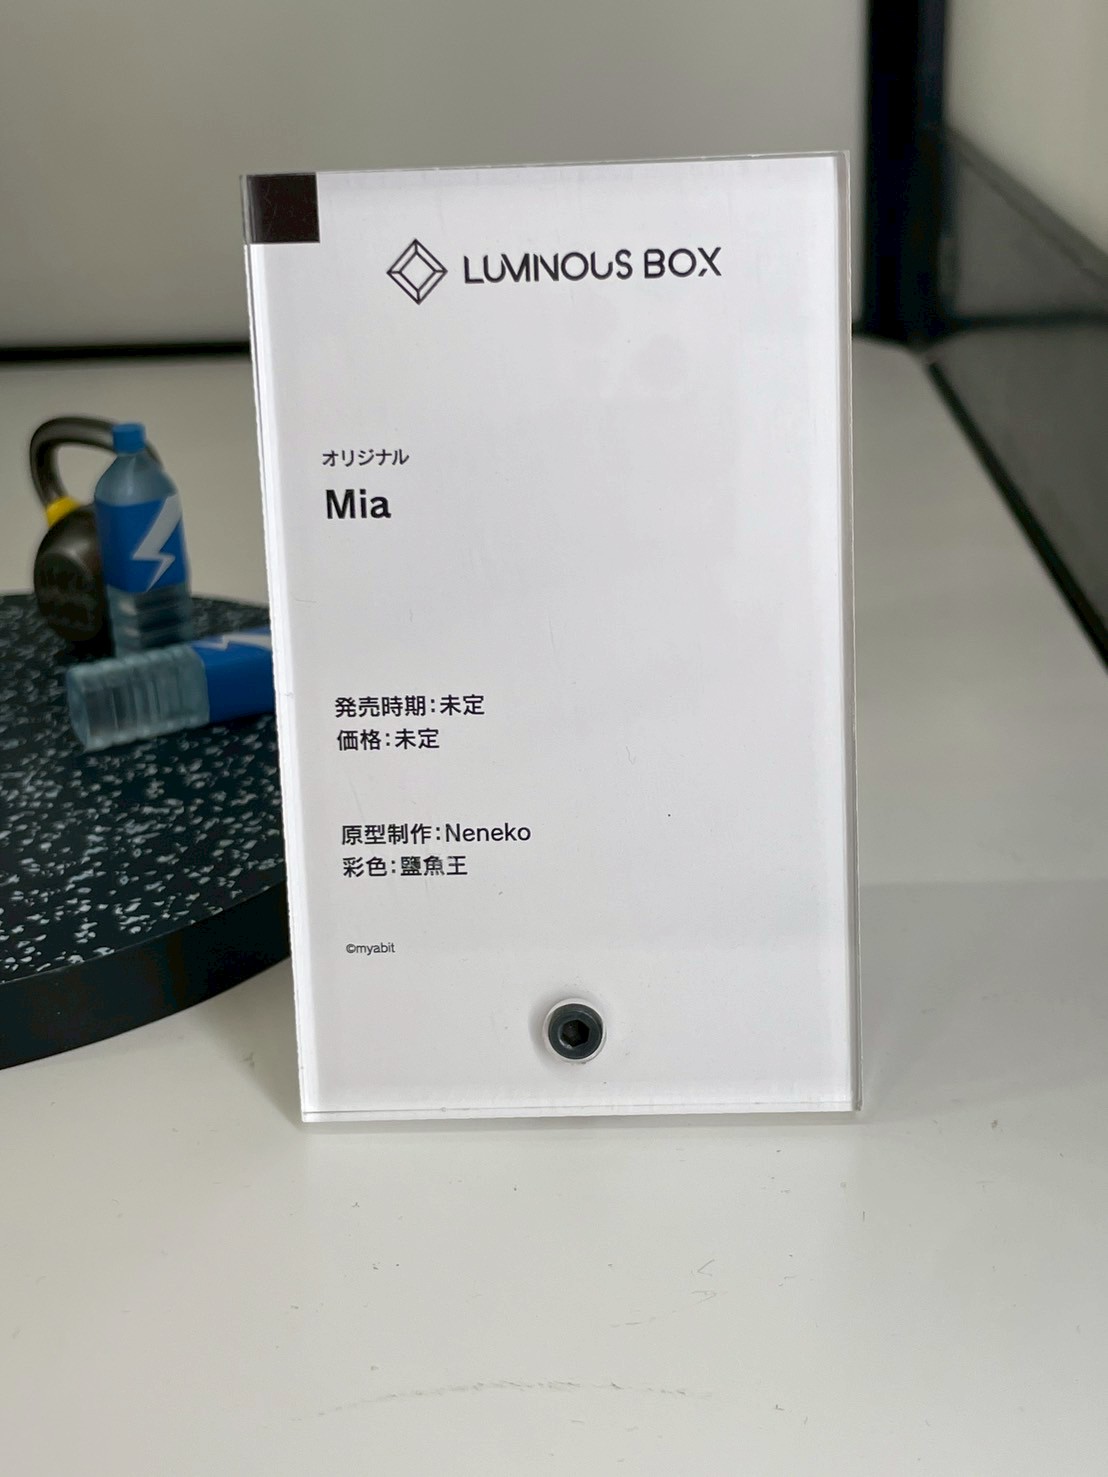 LUMINOUS BOX
オリジナル
Mia
発売時期:未定
価格:未定
原型制作:Neneko
彩色:鹽魚王
©myabit